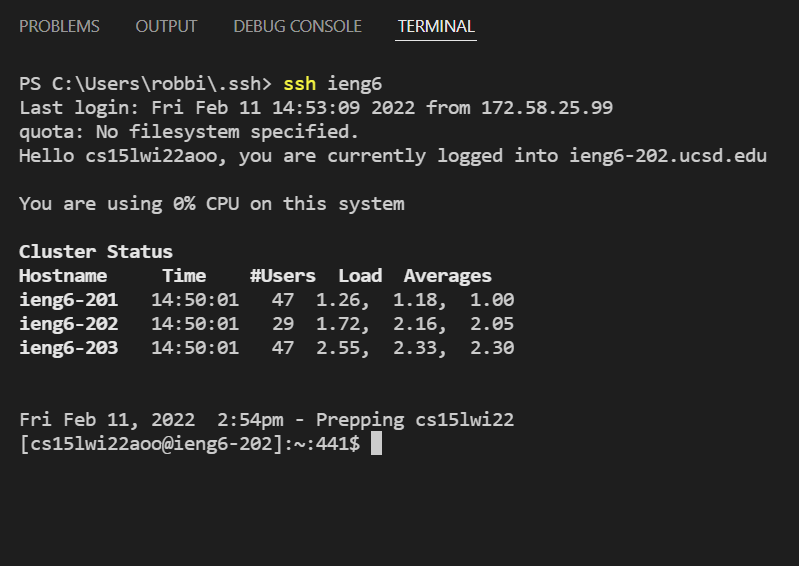 PROBLEMS OUTPUT DEBUG CONSOLE TERMINAL
PS C:\Users\robbi\.ssh> ssh ieng6
Last login: Fri Feb 11 14:53:09 2022 from 172.58.25.99
quota: No filesystem specified.
Hello cs15lwi22aoo, you are currently logged into ieng6-202.ucsd.edu
You are using 0% CPU on this system
Cluster Status
Hostname     Time    #Users  Load  Averages
ieng6-201   14:50:01   47  1.26,  1.18,  1.00
ieng6-202   14:50:01   29  1.72,  2.16,  2.05
ieng6-203   14:50:01   47  2.55,  2.33,  2.30
Fri Feb 11, 2022  2:54pm - Prepping cs15lwi22
[cs15lwi22aoo@ieng6-202]:~:441$